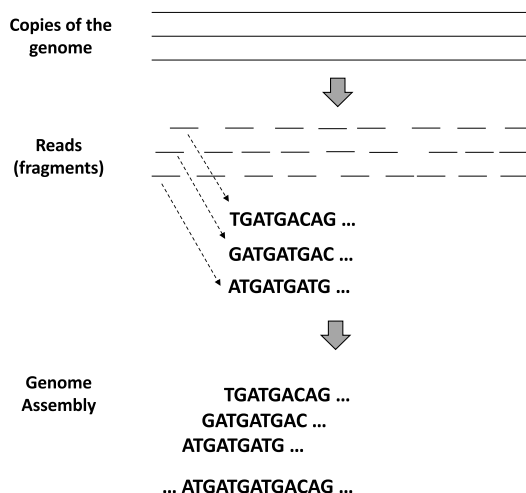 Copies of the
genome
Reads
(fragments)
TGATGACAG ...
GATGATGAC ...
ATGATGATG ...
Genome
Assembly
TGATGACAG ...
GATGATGAC ...
ATGATGATG ...
... ATGATGATGACAG ...